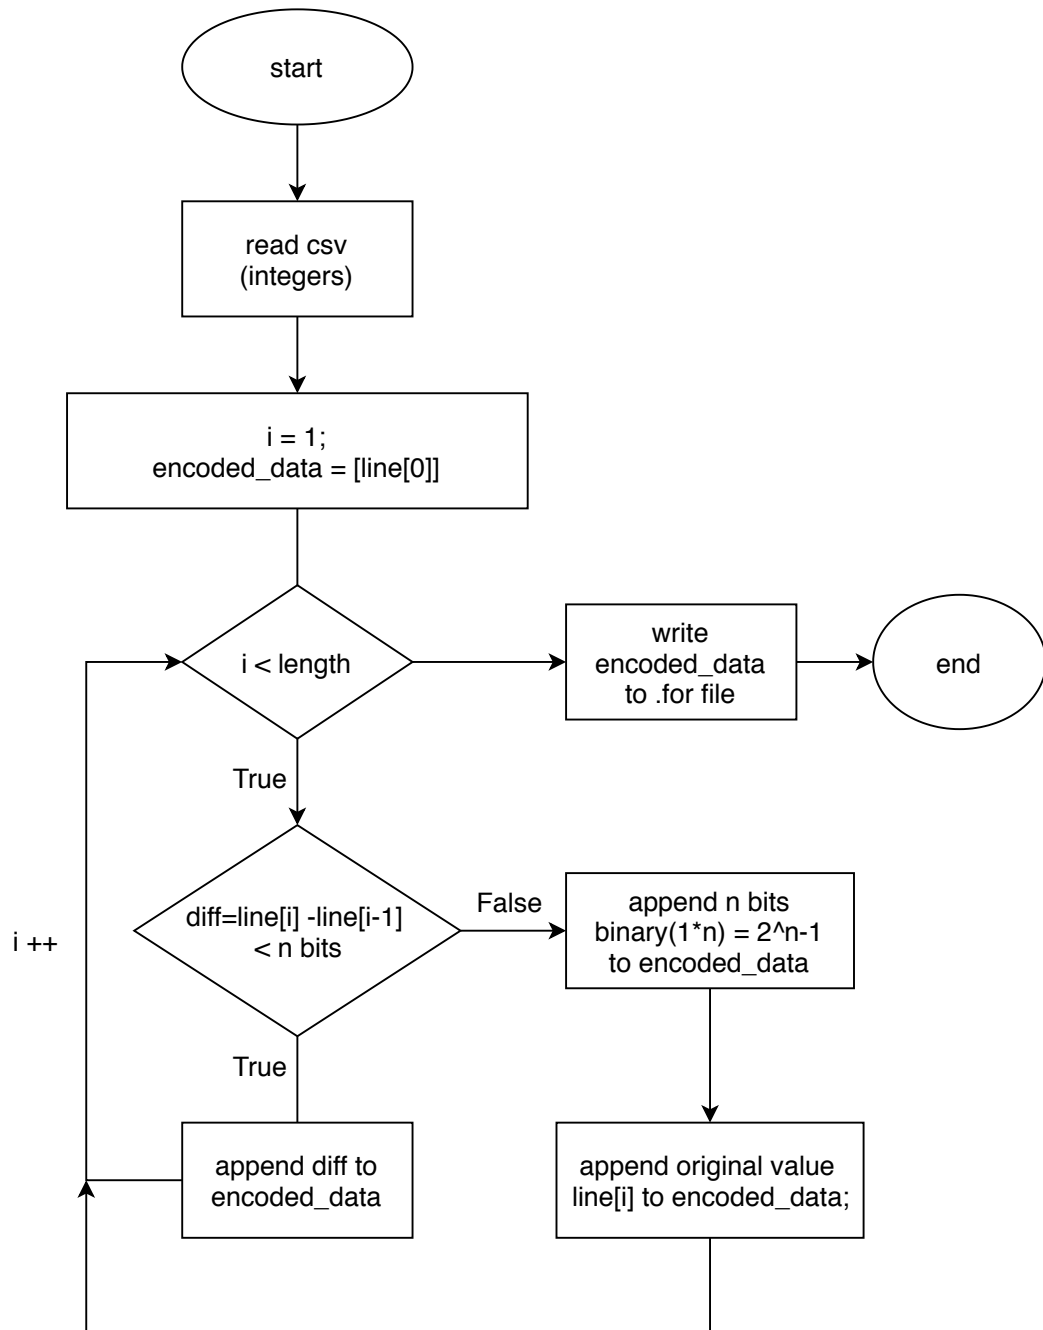 start
read csv
(integers)
i = 1;
encoded_data = [line[0]]
i < length
write
encoded_data
to .for file
end
True
diff=line[i] -line[i-1]
< n bits
False
append n bits
binary(1*n) = 2^n-1
to encoded_data
i ++
True
append diff to
encoded_data
append original value
line[i] to encoded_data;